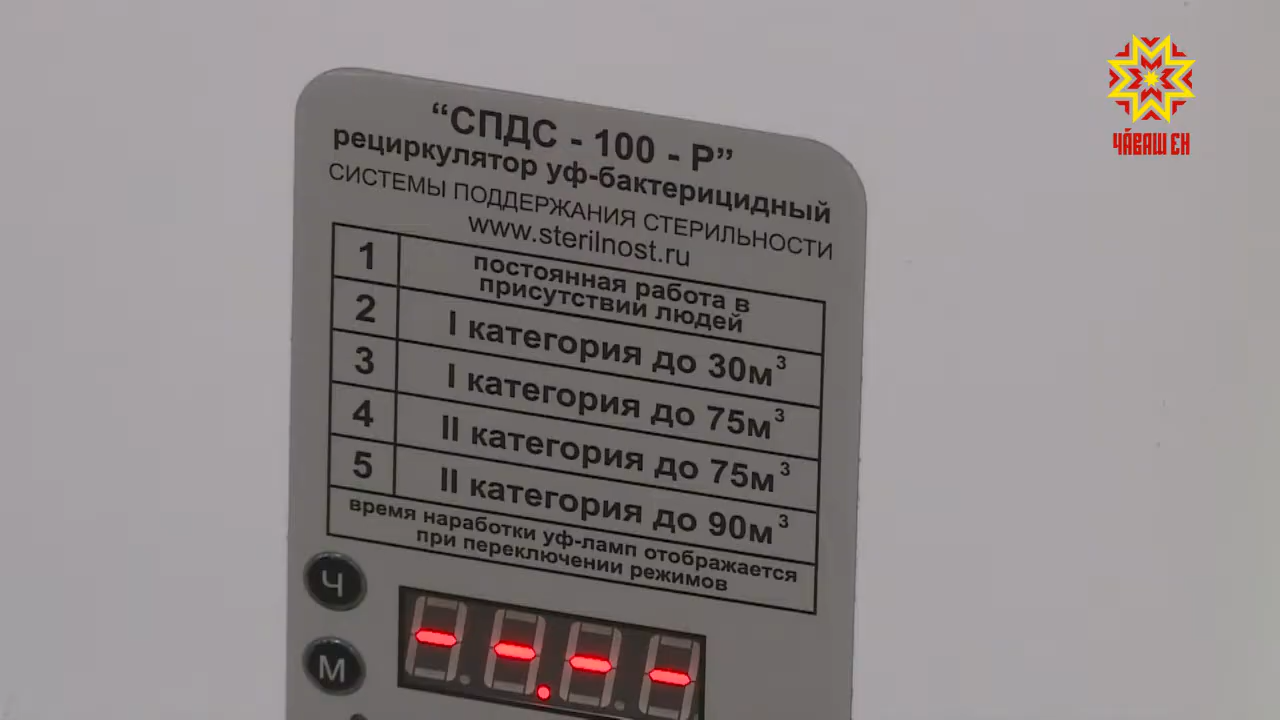 ЧӐВАШ ЕН
“СПДС - 100 - Р”
рециркулятор уф-бактерицидный
СИСТЕМЫ ПОДДЕРЖАНИЯ СТЕРИЛЬНОСТИ
www.sterilnost.ru
1 постоянная работа в
присутствии людей
2 I категория до 30м³
3 I категория до 75м³
4 II категория до 75м³
5 II категория до 90м³
время наработки уф-ламп отображается
при переключении режимов
Ч
- -. - -
М